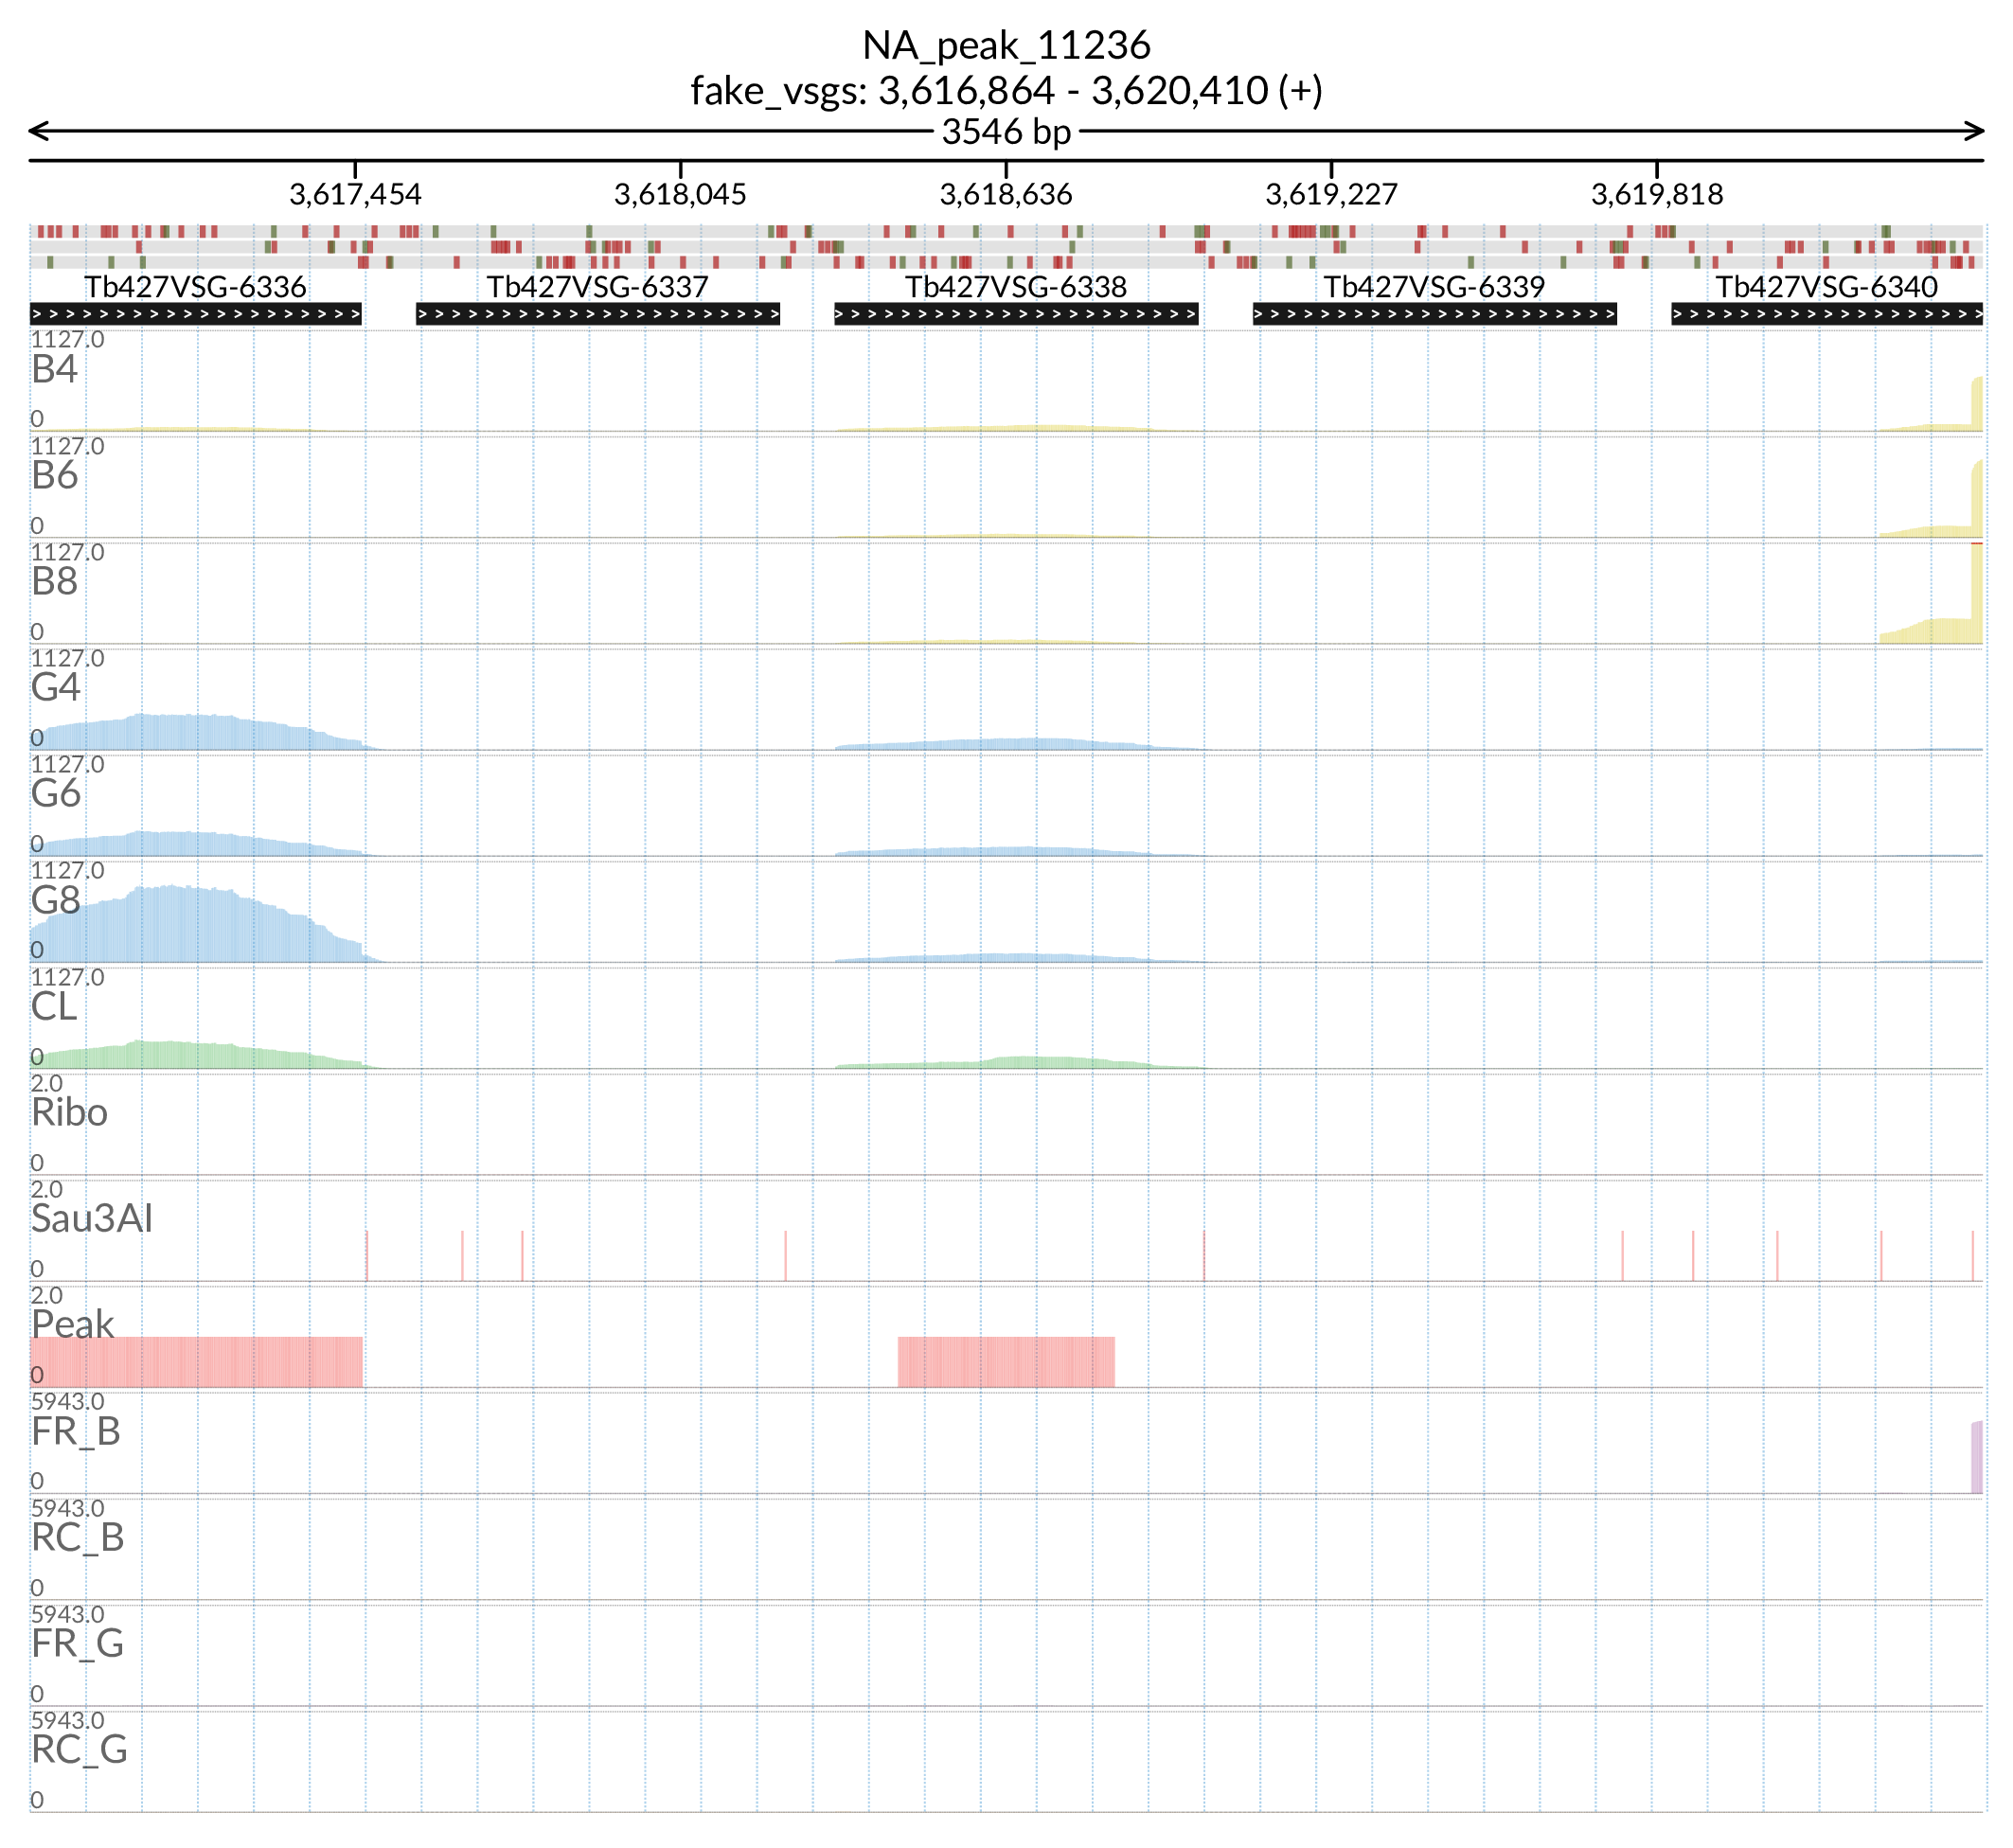 NA_peak_11236
fake_vsgs: 3,616,864 - 3,620,410 (+)
3546 bp
3,617,454 3,618,045 3,618,636 3,619,227 3,619,818
Tb427VSG-6336 Tb427VSG-6337 Tb427VSG-6338 Tb427VSG-6339 Tb427VSG-6340
1127.0
B4
0
1127.0
B6
0
1127.0
B8
0
1127.0
G4
0
1127.0
G6
0
1127.0
G8
0
1127.0
CL
0
2.0
Ribo
0
2.0
Sau3AI
0
2.0
Peak
0
5943.0
FR_B
0
5943.0
RC_B
0
5943.0
FR_G
0
5943.0
RC_G
0